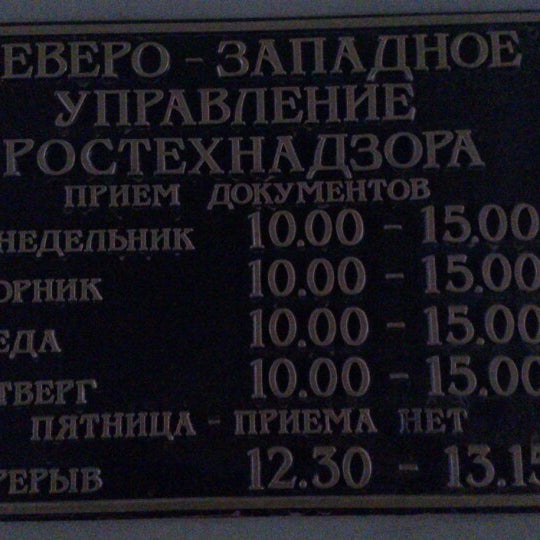 ЕВЕРО - ЗАПАДНОЕ
УПРАВЛЕНИЕ
РОСТЕХНАДЗОРА
ПРИЕМ ДОКУМЕНТОВ
НЕДЕЛЬНИК 10.00 - 15.00
ОРНИК 10.00 - 15.00
ЕДА 10.00 - 15.00
ТВЕРГ 10.00 - 15.00
ПЯТНИЦА - ПРИЕМА НЕТ
РЕРЫВ 12.30 - 13.15